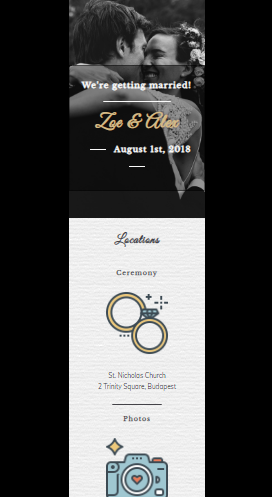 We're getting married!
Zoe & Alex
August 1st, 2018
Locations
Ceremony
St. Nicholas Church
2 Trinity Square, Budapest
Photos